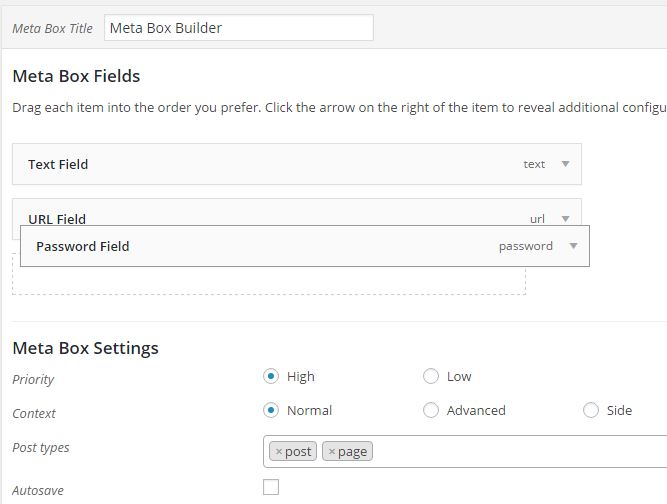 Meta Box Title Meta Box Builder
Meta Box Fields
Drag each item into the order you prefer. Click the arrow on the right of the item to reveal additional configu
Text Field text
URL Field url
Password Field password
Meta Box Settings
Priority High Low
Context Normal Advanced Side
Post types × post × page
Autosave